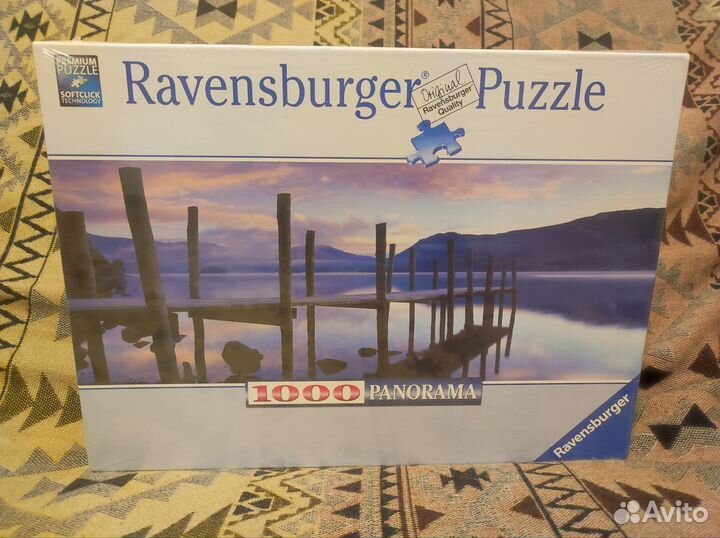 PREMIUM
PUZZLE
SOFTCLICK
TECHNOLOGY
Ravensburger® Puzzle
Original
Ravensburger
Quality
1000 PANORAMA
Ravensburger
Avito